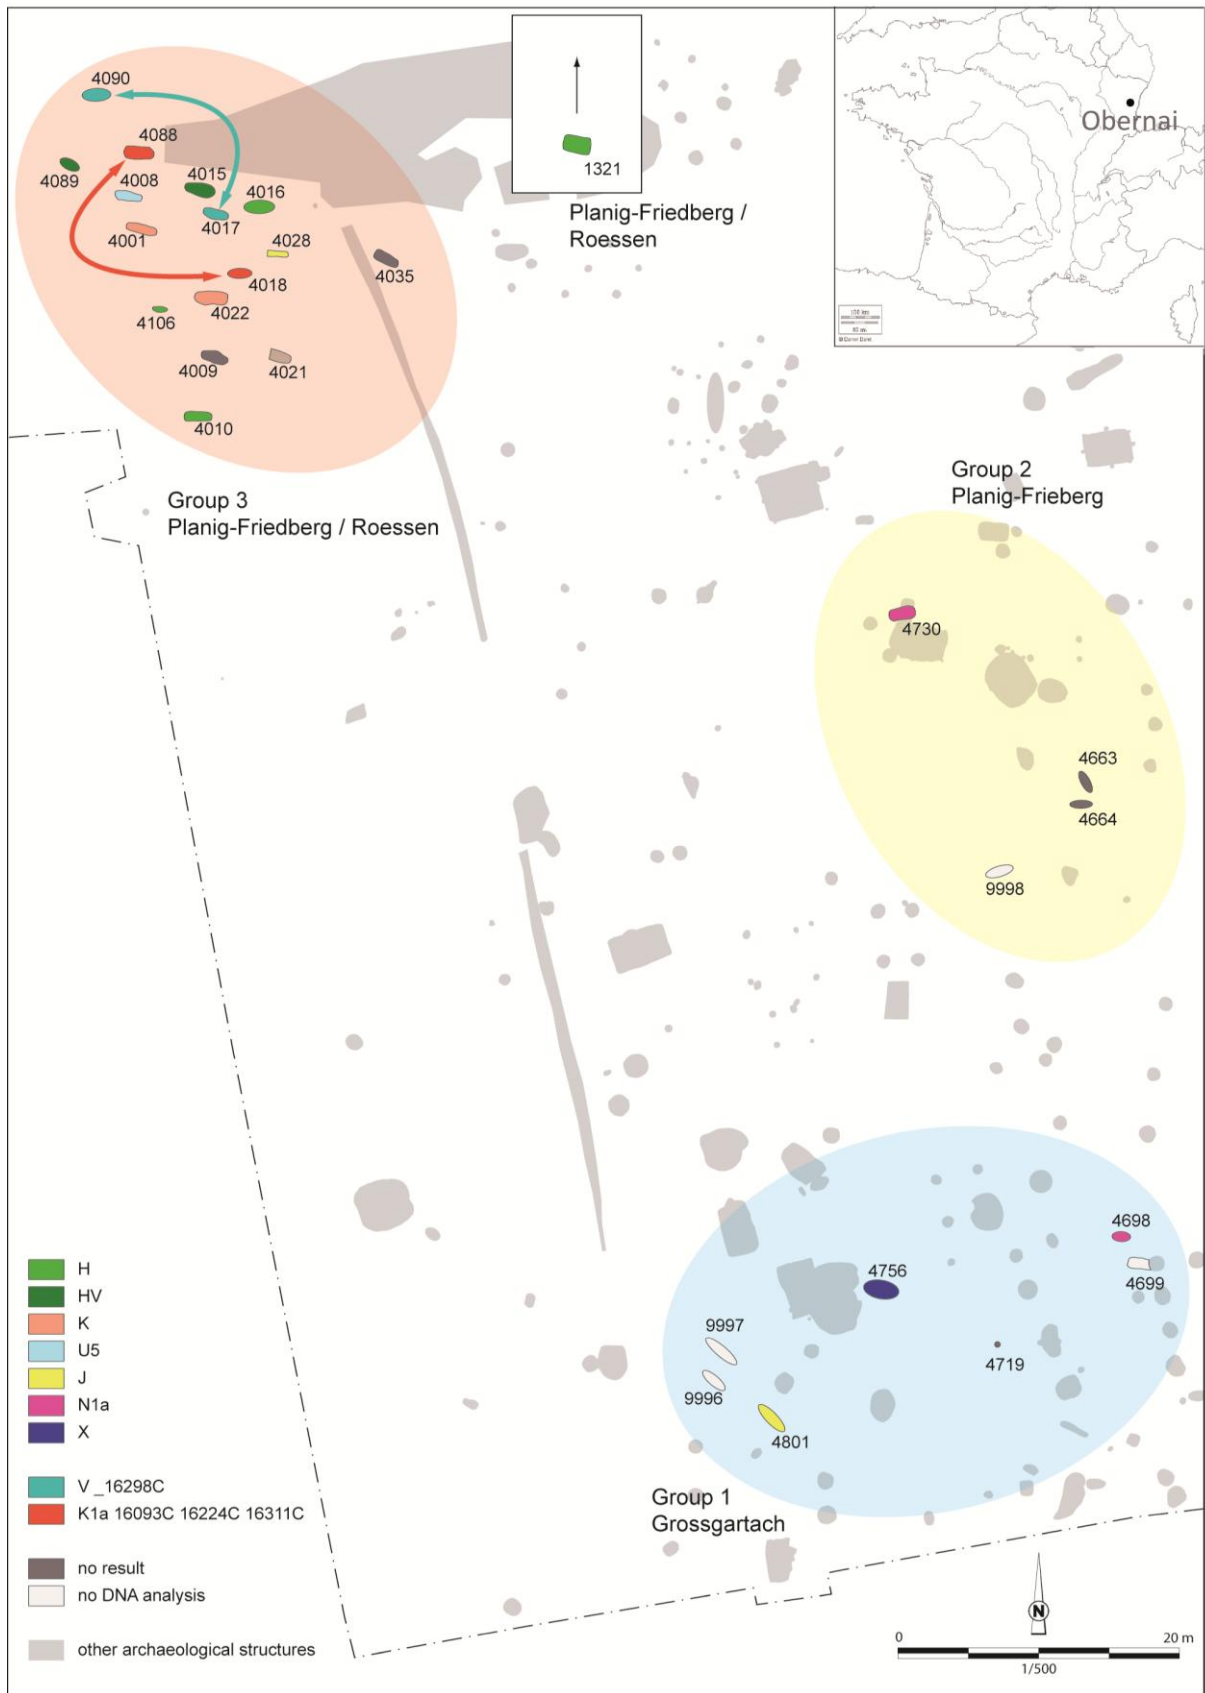 4090
4088
4089
4008
4015
4016
4017
4001
4028
4035
4018
4022
4106
4009
4021
4010
Group 3
Planig-Friedberg / Roessen
1321
Planig-Friedberg /
Roessen
Obernai
Group 2
Planig-Frieberg
4730
4663
4664
9998
4698
4699
4756
4719
9997
9996
4801
Group 1
Grossgartach
H
HV
K
U5
J
N1a
X
V _16298C
K1a 16093C 16224C 16311C
no result
no DNA analysis
other archaeological structures
N
0 20 m
1/500